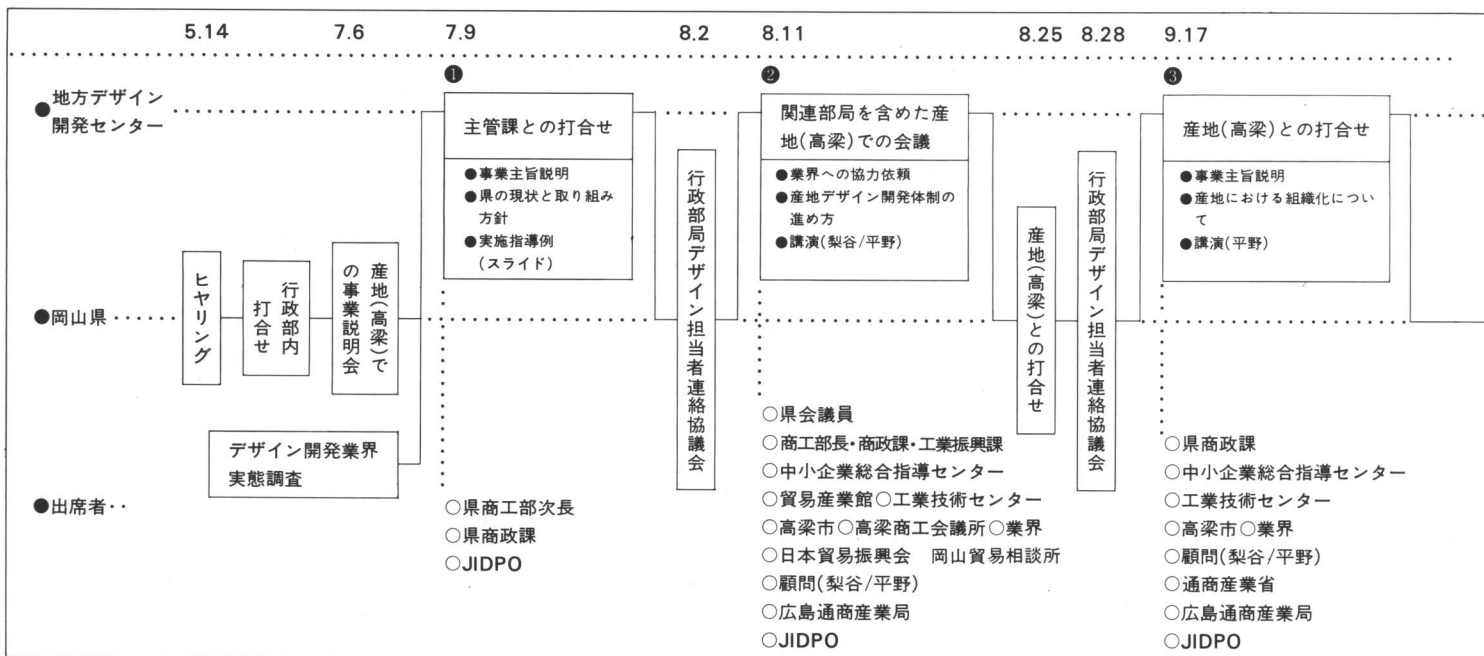 5.14 7.6 7.9 8.2 8.11 8.25 8.28 9.17
●地方デザイン
開発センター
❶
主管課との打合せ
●事業主旨説明
●県の現状と取り組み
方針
●実施指導例
(スライド)
❷
関連部局を含めた産
地(高梁)での会議
●業界への協力依頼
●産地デザイン開発体制の
進め方
●講演(梨谷/平野)
❸
産地(高梁)との打合せ
●事業主旨説明
●産地における組織化につい
て
●講演(平野)
●岡山県
ヒヤリング
行政部内
打合せ
産地(高梁)で
の事業説明会
デザイン開発業界
実態調査
行政部局デザイン担当者連絡協議会
産地(高梁)との打合せ
行政部局デザイン担当者連絡協議会
●出席者
○県商工部次長
○県商政課
○JIDPO
○県会議員
○商工部長・商政課・工業振興課
○中小企業総合指導センター
○貿易産業館○工業技術センター
○高梁市○高梁商工会議所○業界
○日本貿易振興会 岡山貿易相談所
○顧問(梨谷/平野)
○広島通商産業局
○JIDPO
○県商政課
○中小企業総合指導センター
○工業技術センター
○高梁市○業界
○顧問(梨谷/平野)
○通商産業省
○広島通商産業局
○JIDPO